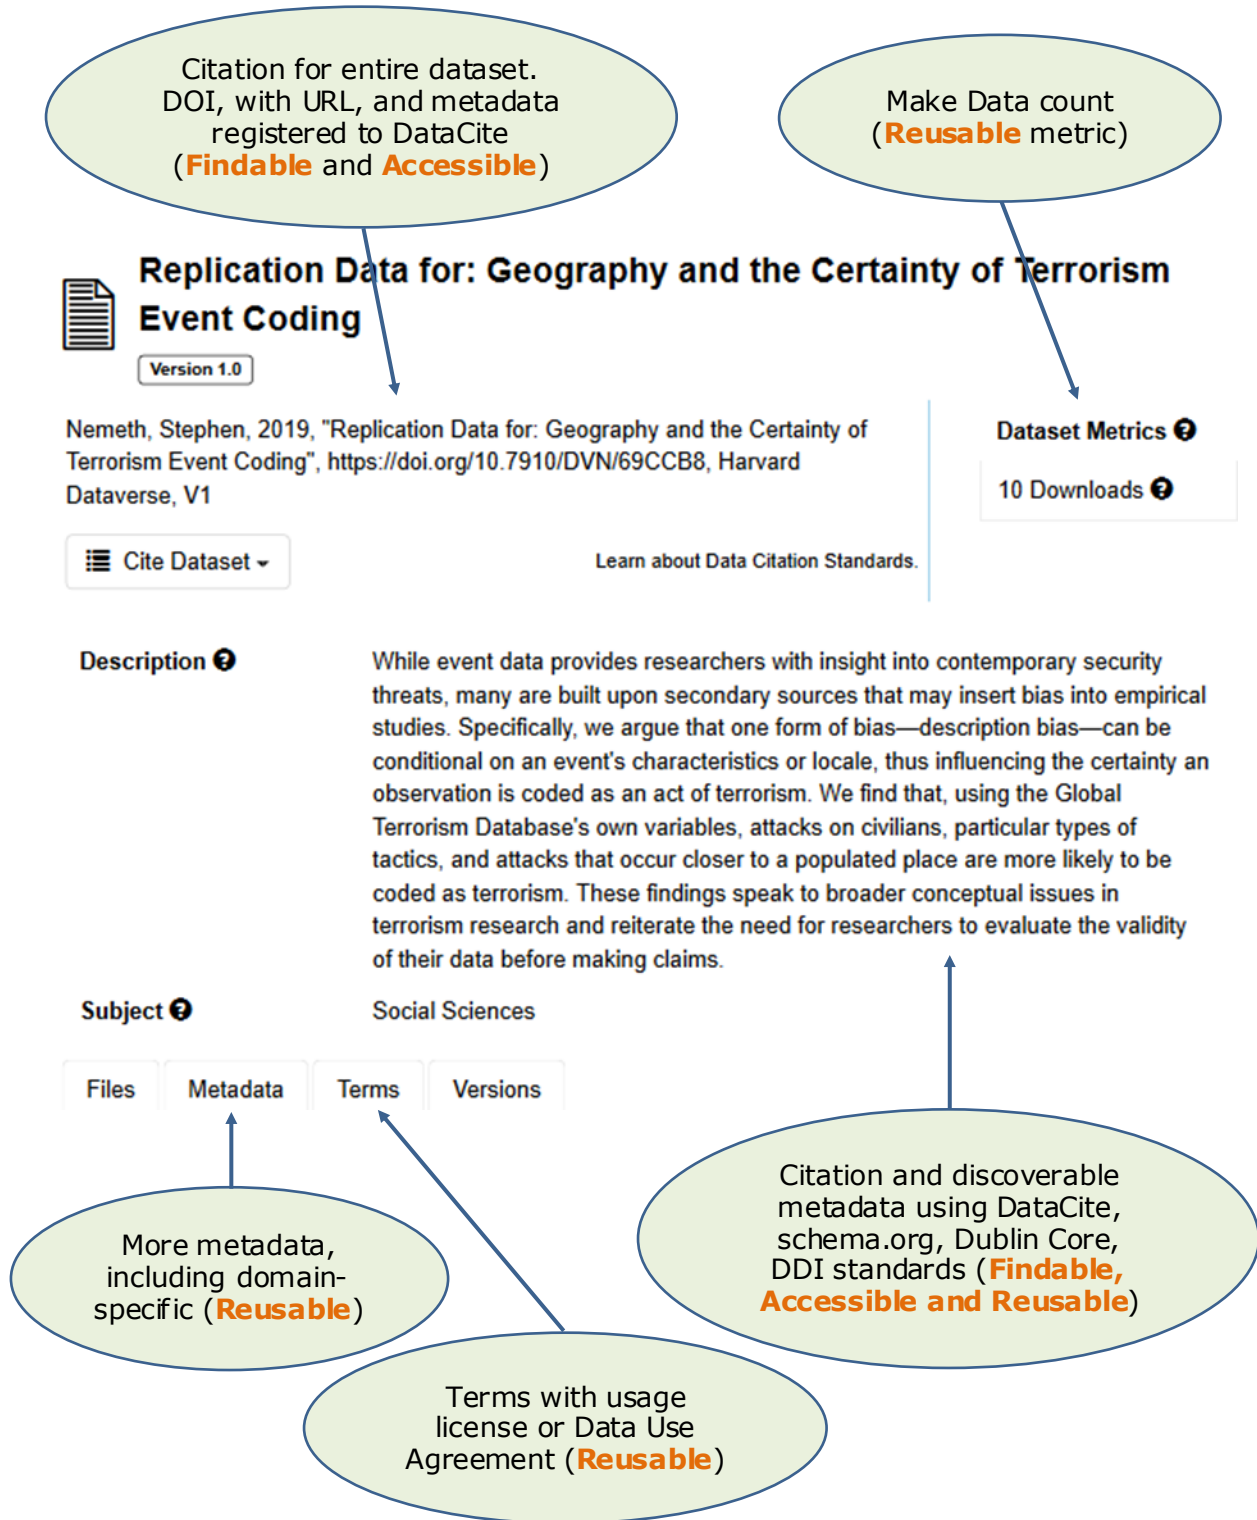 Citation for entire dataset.
DOI, with URL, and metadata
registered to DataCite
(Findable and Accessible)
Make Data count
(Reusable metric)
Replication Data for: Geography and the Certainty of Terrorism
Event Coding
Version 1.0
Nemeth, Stephen, 2019, "Replication Data for: Geography and the Certainty of
Terrorism Event Coding", https://doi.org/10.7910/DVN/69CCB8, Harvard
Dataverse, V1
Dataset Metrics ?
10 Downloads ?
Cite Dataset
Learn about Data Citation Standards.
Description ?
While event data provides researchers with insight into contemporary security
threats, many are built upon secondary sources that may insert bias into empirical
studies. Specifically, we argue that one form of bias—description bias—can be
conditional on an event's characteristics or locale, thus influencing the certainty an
observation is coded as an act of terrorism. We find that, using the Global
Terrorism Database's own variables, attacks on civilians, particular types of
tactics, and attacks that occur closer to a populated place are more likely to be
coded as terrorism. These findings speak to broader conceptual issues in
terrorism research and reiterate the need for researchers to evaluate the validity
of their data before making claims.
Subject ?
Social Sciences
Files
Metadata
Terms
Versions
More metadata,
including domain-
specific (Reusable)
Citation and discoverable
metadata using DataCite,
schema.org, Dublin Core,
DDI standards (Findable,
Accessible and Reusable)
Terms with usage
license or Data Use
Agreement (Reusable)